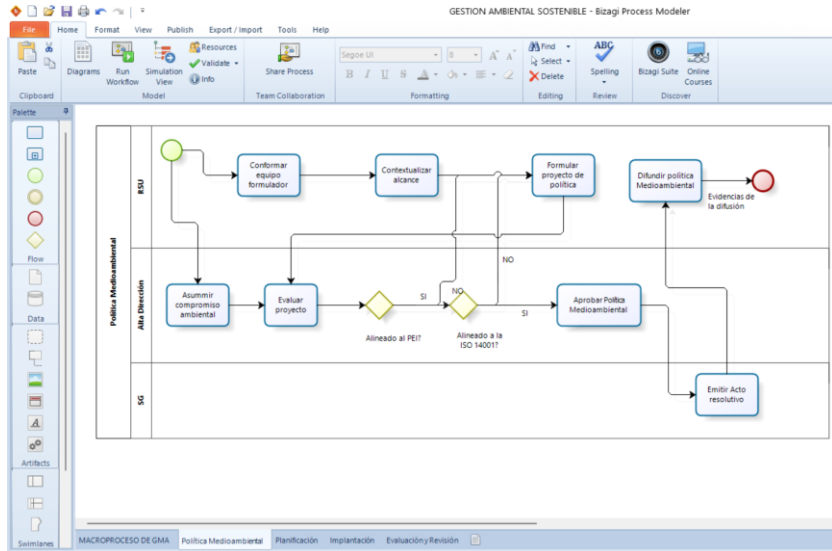 GESTION AMBIENTAL SOSTENIBLE - Bizagi Process Modeler
File Home Format View Publish Export / Import Tools Help
Paste
Clipboard
Diagrams
Run
Workflow
Simulation
View
Resources
Validate
Info
Model
Share Process
Team Collaboration
Segoe UI
8
B I U S A
Formatting
Find
Select
Delete
Editing
ABC
Spelling
Review
Bizagi Suite
Online
Courses
Discover
Palette
Flow
Data
Artifacts
Swimlanes
Política Medioambiental
RSU
Conformar
equipo
formulador
Contextualizar
alcance
Formular
proyecto de
política
Difundir política
Medioambiental
Evidencias de
la difusión
Alta Dirección
Asummir
compromiso
ambiental
Evaluar
proyecto
SI
NO
NO
SI
Alineado al PEI?
Alineado a la
ISO 14001?
Aprobar Política
Medioambiental
SG
Emitir Acto
resolutivo
MACROPROCESO DE GMA Política Medioambiental Planificación Implantación Evaluación y Revisión